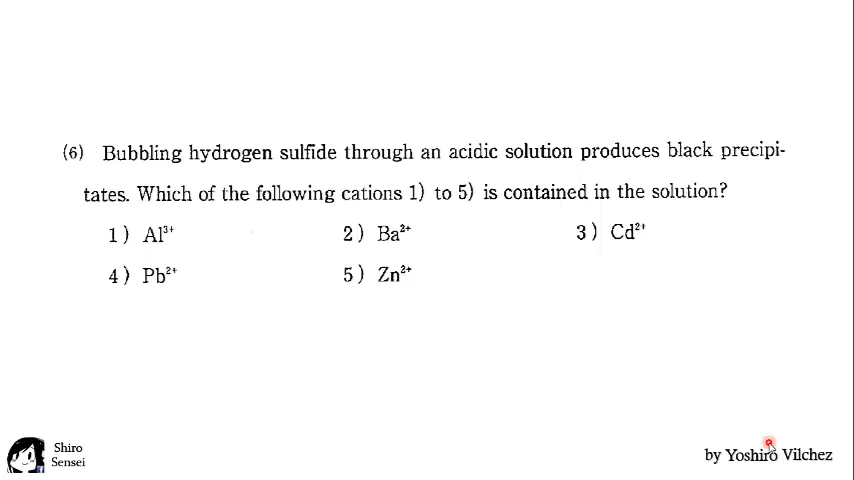 (6) Bubbling hydrogen sulfide through an acidic solution produces black precipi-
tates. Which of the following cations 1) to 5) is contained in the solution?
1) Al³⁺ 2) Ba²⁺ 3) Cd²⁺
4) Pb²⁺ 5) Zn²⁺
Shiro
Sensei
by Yoshiro Vilchez